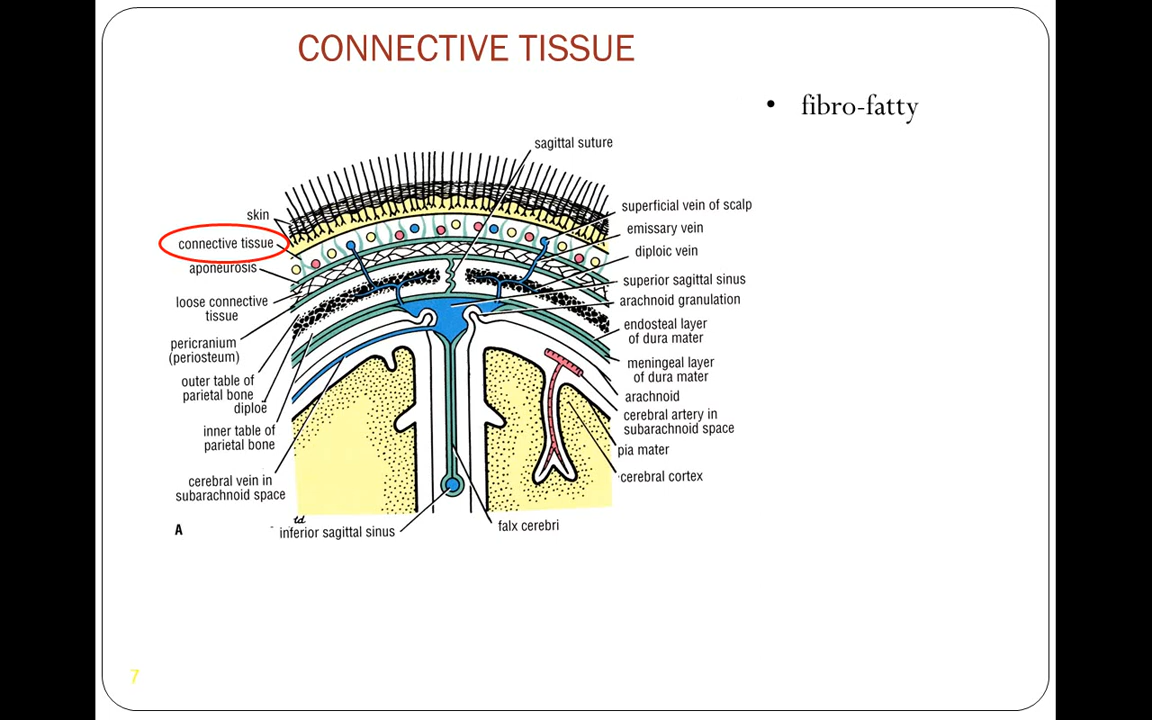 CONNECTIVE TISSUE
• fibro-fatty
sagittal suture
skin
connective tissue
aponeurosis
loose connective
tissue
pericranium
(periosteum)
outer table of
parietal bone
diploë
inner table of
parietal bone
cerebral vein in
subarachnoid space
superficial vein of scalp
emissary vein
diploic vein
superior sagittal sinus
arachnoid granulation
endosteal layer
of dura mater
meningeal layer
of dura mater
arachnoid
cerebral artery in
subarachnoid space
pia mater
cerebral cortex
td
inferior sagittal sinus
falx cerebri
A
7